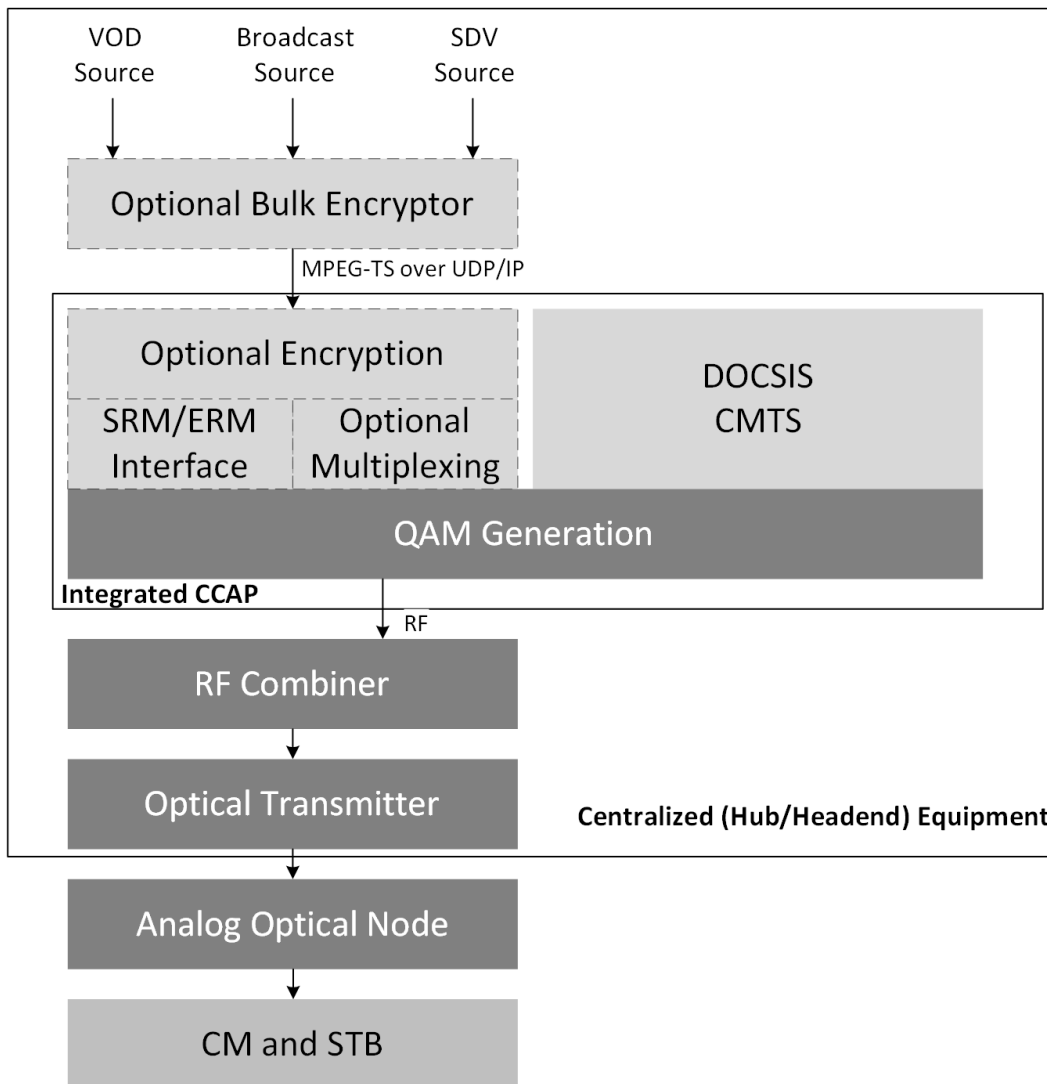 VOD
Source
Broadcast
Source
SDV
Source
Optional Bulk Encryptor
MPEG-TS over UDP/IP
Optional Encryption
SRM/ERM
Interface
Optional
Multiplexing
DOCSIS
CMTS
QAM Generation
Integrated CCAP
RF
RF Combiner
Optical Transmitter
Centralized (Hub/Headend) Equipment
Analog Optical Node
CM and STB